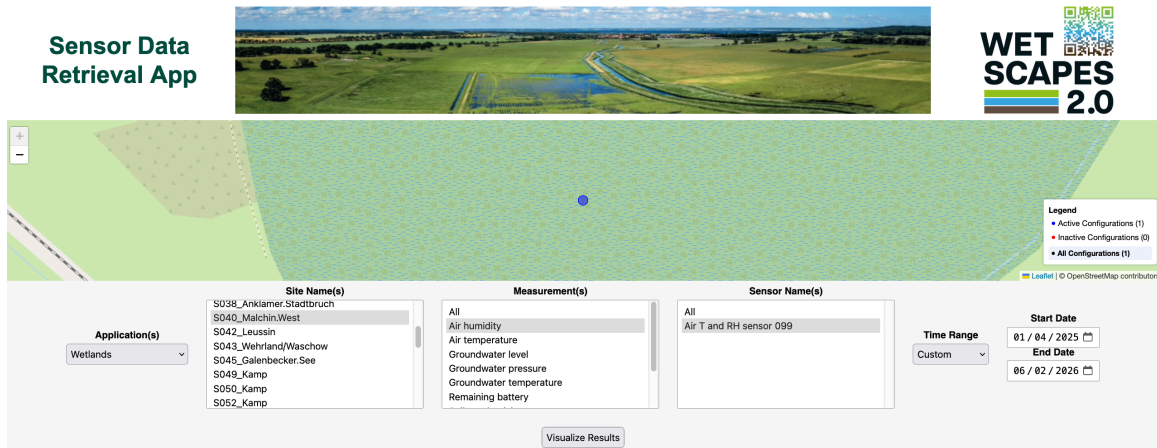 Sensor Data
Retrieval App
WET
SCAPES
2.0
+
−
Legend
Active Configurations (1)
Inactive Configurations (0)
All Configurations (1)
Leaflet | © OpenStreetMap contributors
Application(s)
Wetlands
Site Name(s)
S038_Anklamer.Stadtbruch
S040_Malchin.West
S042_Leussin
S043_Wehrland/Waschow
S045_Galenbecker.See
S049_Kamp
S050_Kamp
S052_Kamp
Measurement(s)
All
Air humidity
Air temperature
Groundwater level
Groundwater pressure
Groundwater temperature
Remaining battery
Sensor Name(s)
All
Air T and RH sensor 099
Time Range
Custom
Start Date
01/04/2025
End Date
06/02/2026
Visualize Results